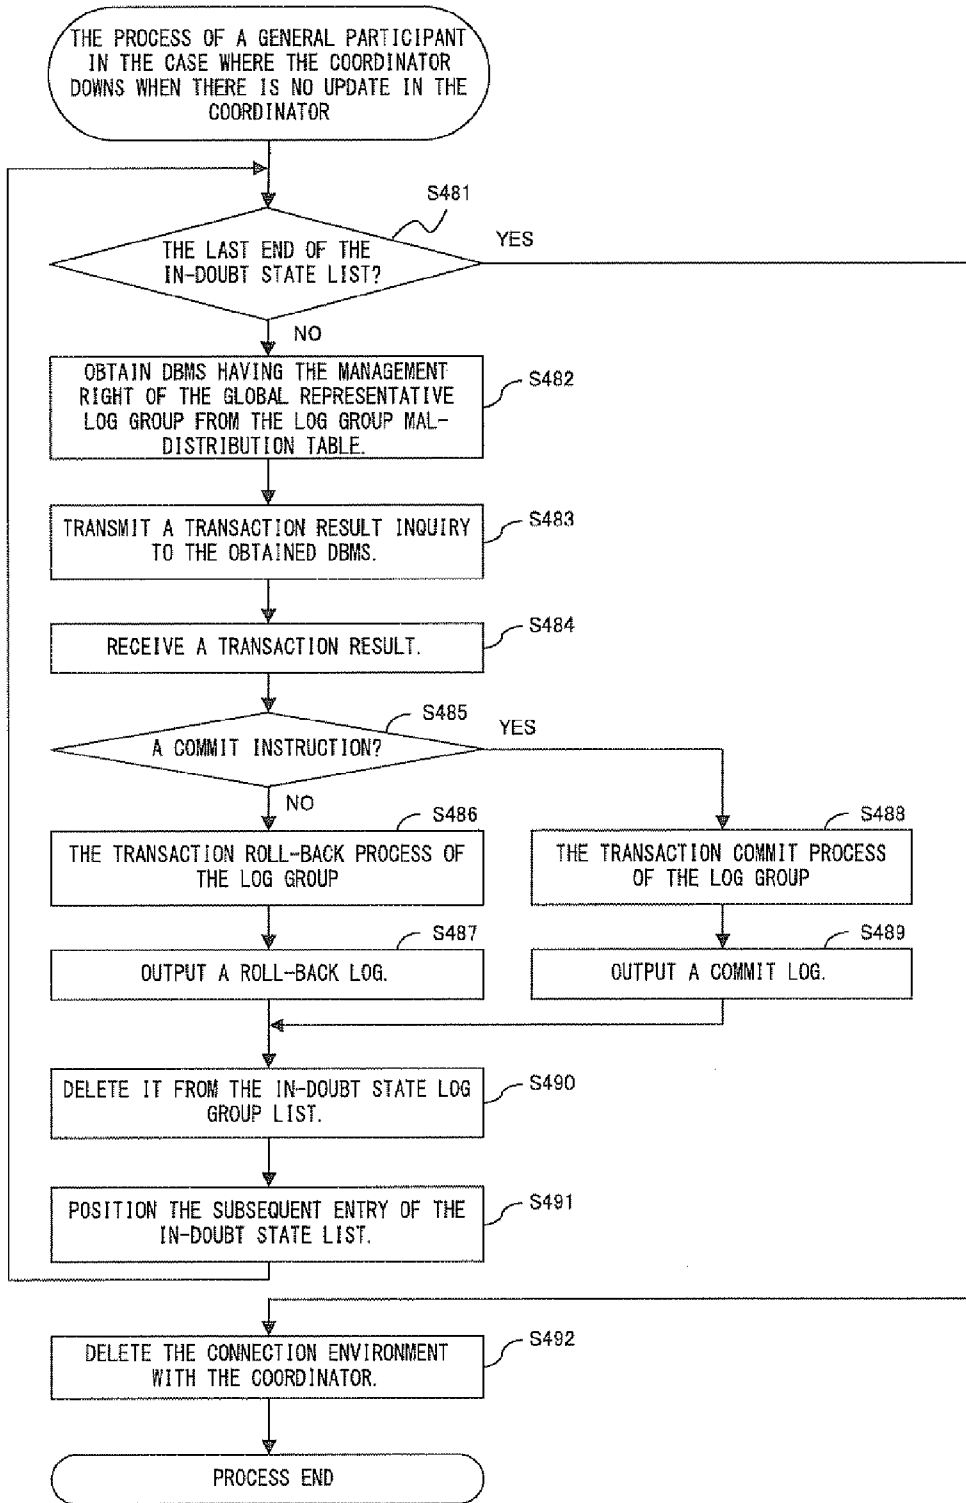 THE PROCESS OF A GENERAL PARTICIPANT
IN THE CASE WHERE THE COORDINATOR
DOWNS WHEN THERE IS NO UPDATE IN THE
COORDINATOR
S481
THE LAST END OF THE
IN-DOUBT STATE LIST?
YES
NO
OBTAIN DBMS HAVING THE MANAGEMENT
RIGHT OF THE GLOBAL REPRESENTATIVE
LOG GROUP FROM THE LOG GROUP MAL-
DISTRIBUTION TABLE.
S482
TRANSMIT A TRANSACTION RESULT INQUIRY
TO THE OBTAINED DBMS.
S483
RECEIVE A TRANSACTION RESULT.
S484
A COMMIT INSTRUCTION?
S485
YES
NO
S486
THE TRANSACTION ROLL-BACK PROCESS OF
THE LOG GROUP
S488
THE TRANSACTION COMMIT PROCESS
OF THE LOG GROUP
S487
OUTPUT A ROLL-BACK LOG.
S489
OUTPUT A COMMIT LOG.
DELETE IT FROM THE IN-DOUBT STATE LOG
GROUP LIST.
S490
POSITION THE SUBSEQUENT ENTRY OF THE
IN-DOUBT STATE LIST.
S491
DELETE THE CONNECTION ENVIRONMENT
WITH THE COORDINATOR.
S492
PROCESS END